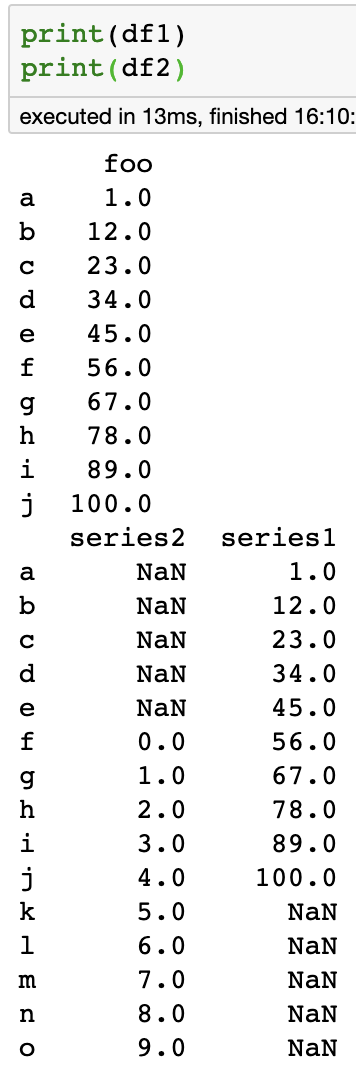 print(df1)
print(df2)
executed in 13ms, finished 16:10:
foo
a 1.0
b 12.0
c 23.0
d 34.0
e 45.0
f 56.0
g 67.0
h 78.0
i 89.0
j 100.0
series2 series1
a NaN 1.0
b NaN 12.0
c NaN 23.0
d NaN 34.0
e NaN 45.0
f 0.0 56.0
g 1.0 67.0
h 2.0 78.0
i 3.0 89.0
j 4.0 100.0
k 5.0 NaN
l 6.0 NaN
m 7.0 NaN
n 8.0 NaN
o 9.0 NaN